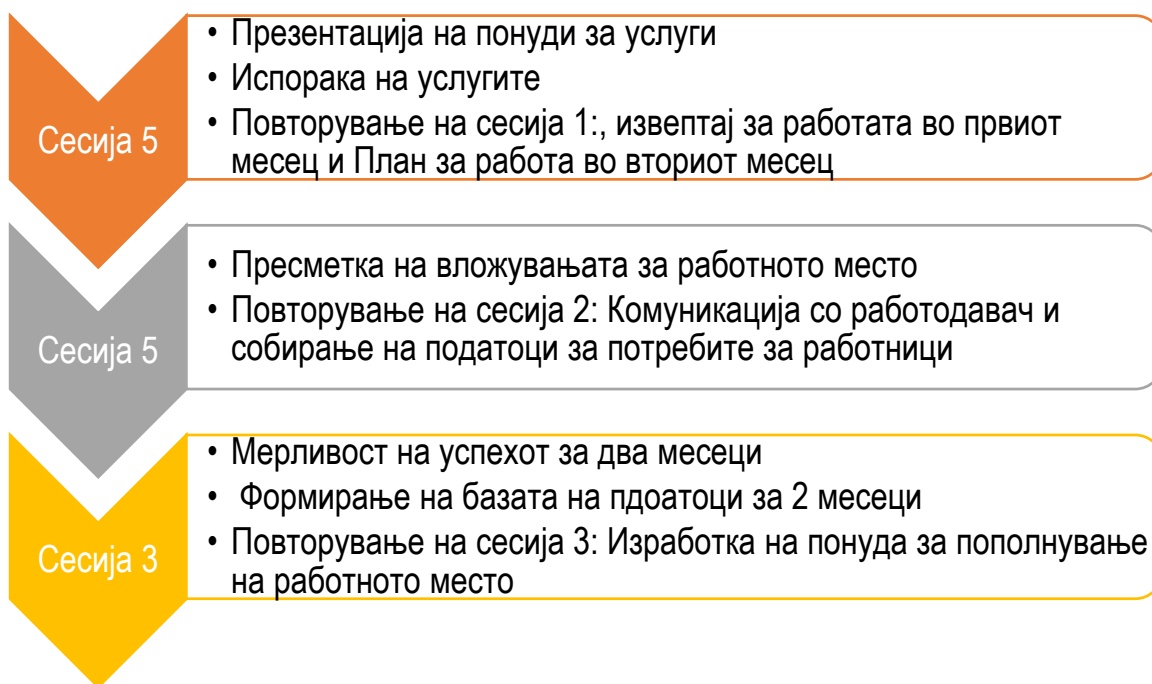 Сесија 5
• Презентација на понуди за услуги
• Испорака на услугите
• Повторување на сесија 1:, извептај за работата во првиот
месец и План за работа во вториот месец
Сесија 5
• Пресметка на вложувањата за работното место
• Повторување на сесија 2: Комуникација со работодавач и
собирање на податоци за потребите за работници
Сесија 3
• Мерливост на успехот за два месеци
• Формирање на базата на пдоатоци за 2 месеци
• Повторување на сесија 3: Изработка на понуда за пополнување
на работното место